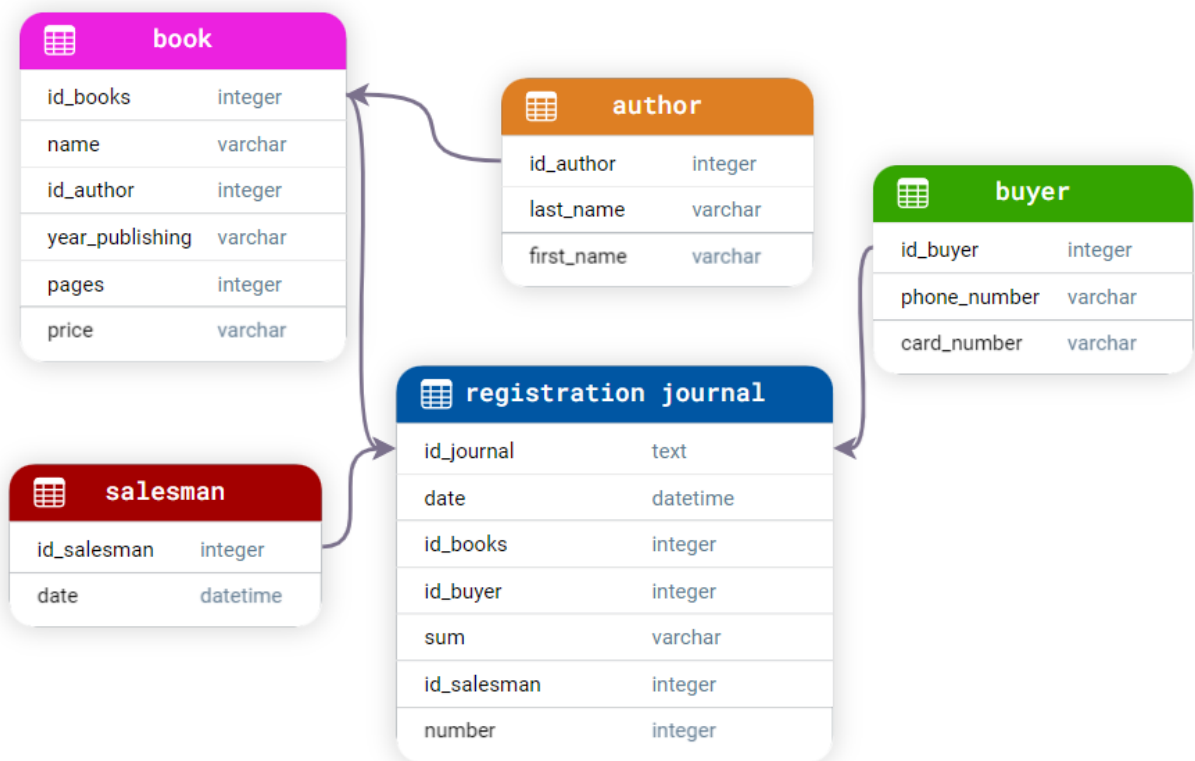 book
id_books integer
name varchar
id_author integer
year_publishing varchar
pages integer
price varchar
author
id_author integer
last_name varchar
first_name varchar
buyer
id_buyer integer
phone_number varchar
card_number varchar
registration journal
id_journal text
date datetime
id_books integer
id_buyer integer
sum varchar
id_salesman integer
number integer
salesman
id_salesman integer
date datetime